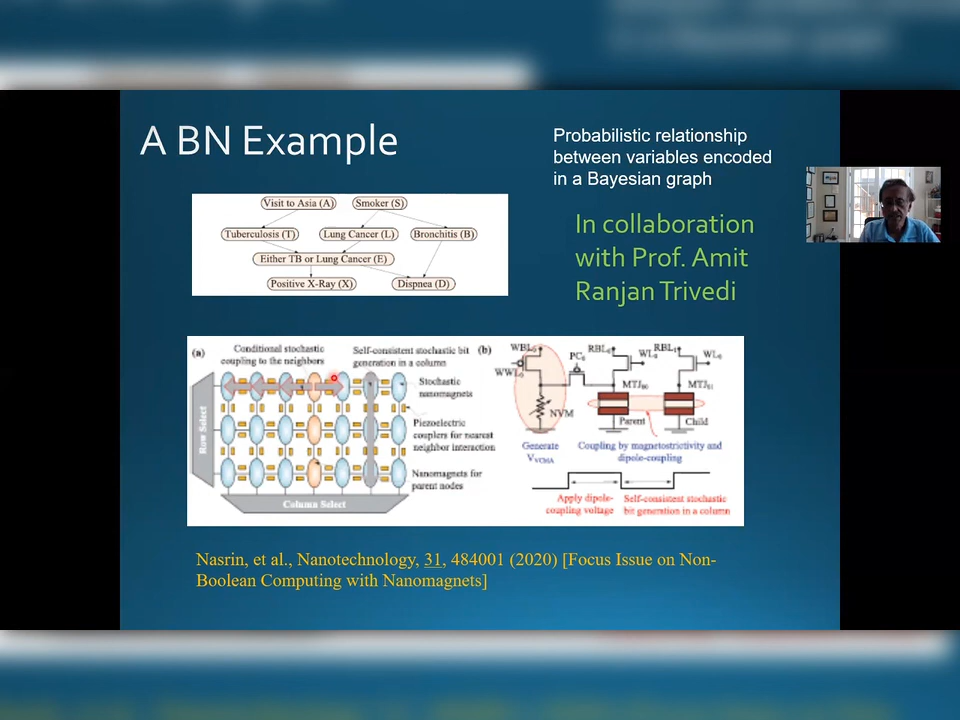 A BN Example
Probabilistic relationship
between variables encoded
in a Bayesian graph
In collaboration
with Prof. Amit
Ranjan Trivedi
Visit to Asia (A)
Smoker (S)
Tuberculosis (T)
Lung Cancer (L)
Bronchitis (B)
Either TB or Lung Cancer (E)
Positive X-Ray (X)
Dispnea (D)
(a)
Conditional stochastic
coupling to the neighbors
Self-consistent stochastic bit
generation in a column
Stochastic
nanomagnets
Piezoelectric
couplers for nearest
neighbor interaction
Nanomagnets for
parent nodes
Row Select
Column Select
(b)
WBL₀
WWL₀
PC₀
RBL₀
WL₀
RBL₁
WL₀
MTJ₀₀
MTJ₀₁
NVM
Parent
Child
Generate
V_VCMA
Coupling by magnetostrictivity and
dipole-coupling
Apply dipole-
coupling voltage
Self-consistent stochastic
bit generation in a column
Nasrin, et al., Nanotechnology, 31, 484001 (2020) [Focus Issue on Non-
Boolean Computing with Nanomagnets]